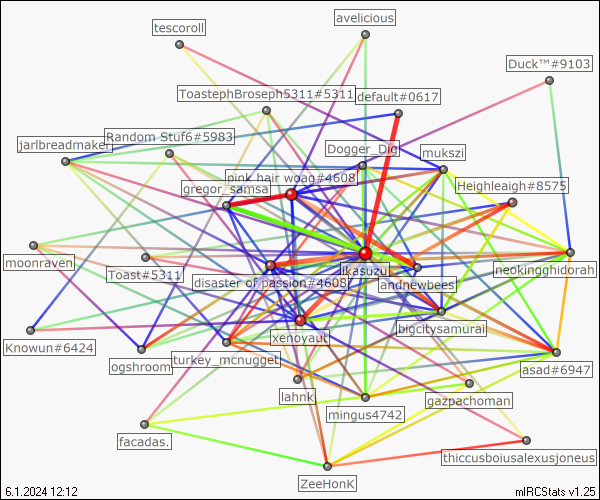 avelicious
tescoroll
Duck™#9103
ToastephBroseph5311#5311
default#0617
Random Stuf6#5983
jarlbreadmaker
Dogger_Dig
mukszi
pink hair woag#4608
gregor_samsa
Heighleaigh#8575
moonraven
Toast#5311
ikasuzul
neokingghidorah
disaster of passion#4608
andnewbees
xenoyault
bigcitysamurai
Knowun#6424
ogshroom
turkey_mcnugget
asad#6947
lahnk
gazpachoman
mingus4742
facadas.
thiccusboiusalexusjoneus
ZeeHonK
6.1.2024 12:12
mIRCStats v1.25